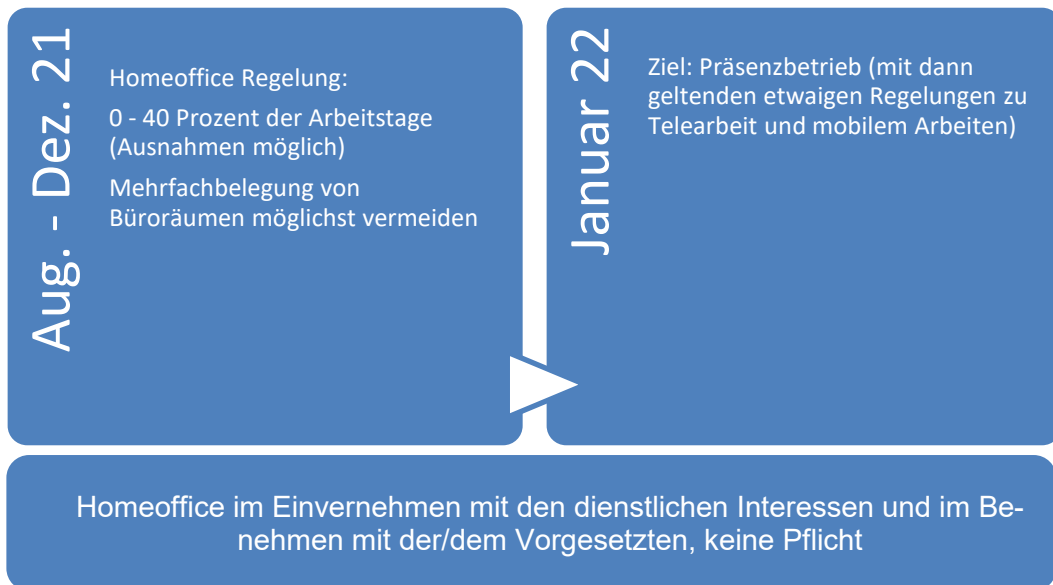 Aug. - Dez. 21
Homeoffice Regelung:
0 - 40 Prozent der Arbeitstage
(Ausnahmen möglich)
Mehrfachbelegung von
Büroräumen möglichst vermeiden
Januar 22
Ziel: Präsenzbetrieb (mit dann
geltenden etwaigen Regelungen zu
Telearbeit und mobilem Arbeiten)
Homeoffice im Einvernehmen mit den dienstlichen Interessen und im Be-
nehmen mit der/dem Vorgesetzten, keine Pflicht